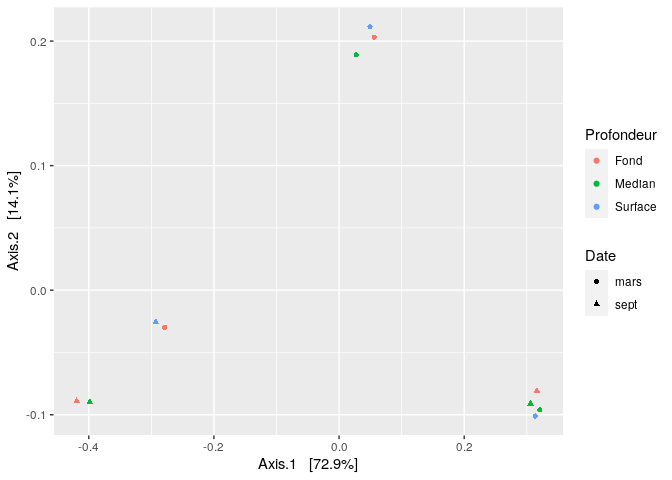 0.2
0.1
0.0
-0.1
Axis.2   [14.1%]
-0.4
-0.2
0.0
0.2
Axis.1   [72.9%]
Profondeur
Fond
Median
Surface
Date
mars
sept